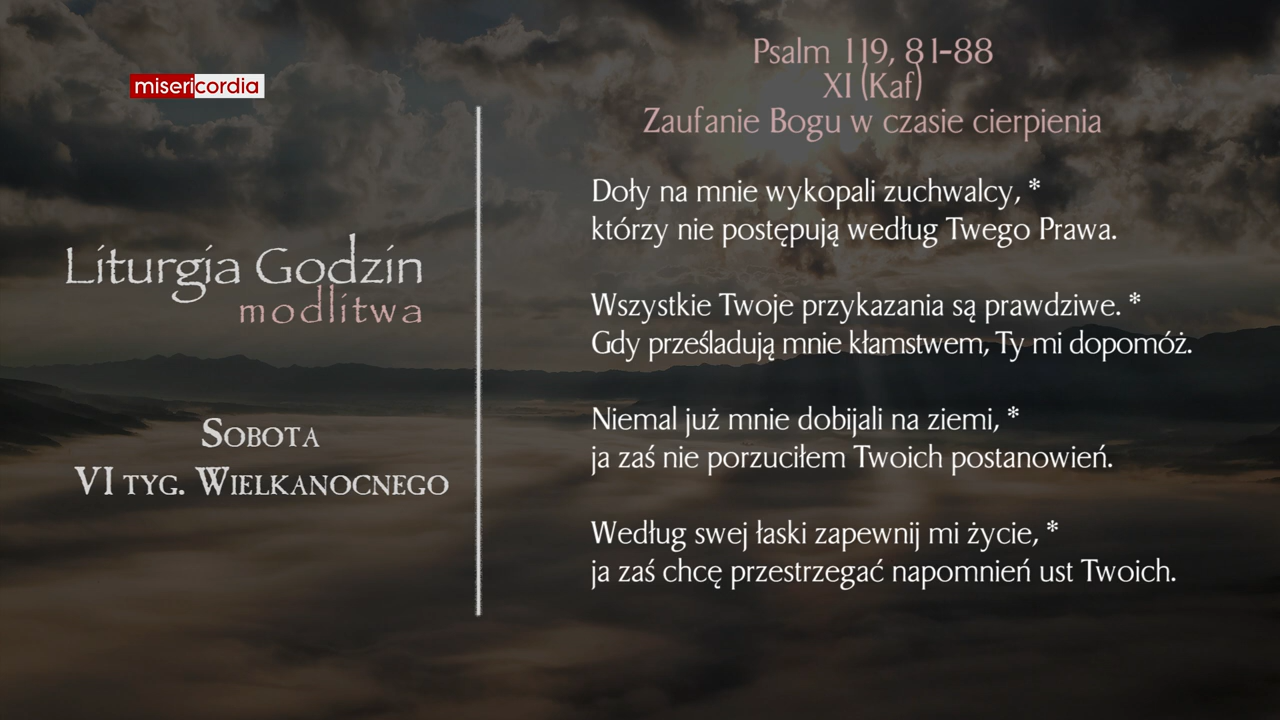 misericordia
Liturgia Godzin
modlitwa
Sobota
VI tyg. Wielkanocnego
Psalm 119, 81-88
XI (Kaf)
Zaufanie Bogu w czasie cierpienia
Doły na mnie wykopali zuchwalcy, *
którzy nie postępują według Twego Prawa.
Wszystkie Twoje przykazania są prawdziwe. *
Gdy prześladują mnie kłamstwem, Ty mi dopomóż.
Niemal już mnie dobijali na ziemi, *
ja zaś nie porzuciłem Twoich postanowień.
Według swej łaski zapewnij mi życie, *
ja zaś chcę przestrzegać napomnień ust Twoich.